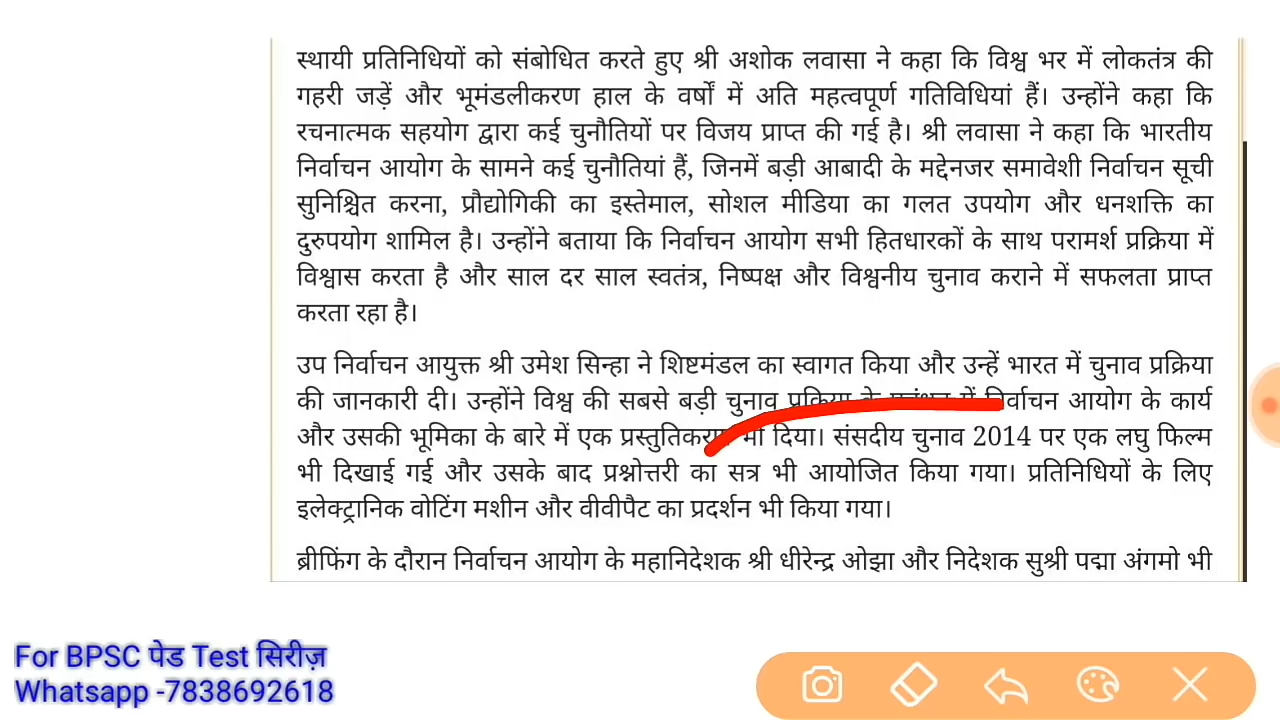 स्थायी प्रतिनिधियों को संबोधित करते हुए श्री अशोक लवासा ने कहा कि विश्व भर में लोकतंत्र की
गहरी जड़ें और भूमंडलीकरण हाल के वर्षों में अति महत्वपूर्ण गतिविधियां हैं। उन्होंने कहा कि
रचनात्मक सहयोग द्वारा कई चुनौतियों पर विजय प्राप्त की गई है। श्री लवासा ने कहा कि भारतीय
निर्वाचन आयोग के सामने कई चुनौतियां हैं, जिनमें बड़ी आबादी के मद्देनजर समावेशी निर्वाचन सूची
सुनिश्चित करना, प्रौद्योगिकी का इस्तेमाल, सोशल मीडिया का गलत उपयोग और धनशक्ति का
दुरुपयोग शामिल है। उन्होंने बताया कि निर्वाचन आयोग सभी हितधारकों के साथ परामर्श प्रक्रिया में
विश्वास करता है और साल दर साल स्वतंत्र, निष्पक्ष और विश्वनीय चुनाव कराने में सफलता प्राप्त
करता रहा है।
उप निर्वाचन आयुक्त श्री उमेश सिन्हा ने शिष्टमंडल का स्वागत किया और उन्हें भारत में चुनाव प्रक्रिया
की जानकारी दी। उन्होंने विश्व की सबसे बड़ी चुनाव प्रक्रिया के में निर्वाचन आयोग के कार्य
और उसकी भूमिका के बारे में एक प्रस्तुतिकरण भी दिया। संसदीय चुनाव 2014 पर एक लघु फिल्म
भी दिखाई गई और उसके बाद प्रश्नोत्तरी का सत्र भी आयोजित किया गया। प्रतिनिधियों के लिए
इलेक्ट्रानिक वोटिंग मशीन और वीवीपैट का प्रदर्शन भी किया गया।
ब्रीफिंग के दौरान निर्वाचन आयोग के महानिदेशक श्री धीरेन्द्र ओझा और निदेशक सुश्री पद्मा अंगमो भी
For BPSC पेड Test सिरीज़
Whatsapp -7838692618